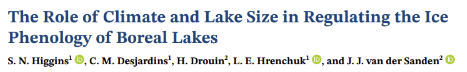 The Role of Climate and Lake Size in Regulating the Ice
Phenology of Boreal Lakes
S. N. Higgins¹, C. M. Desjardins¹, H. Drouin², L. E. Hrenchuk¹, and J. J. van der Sanden²